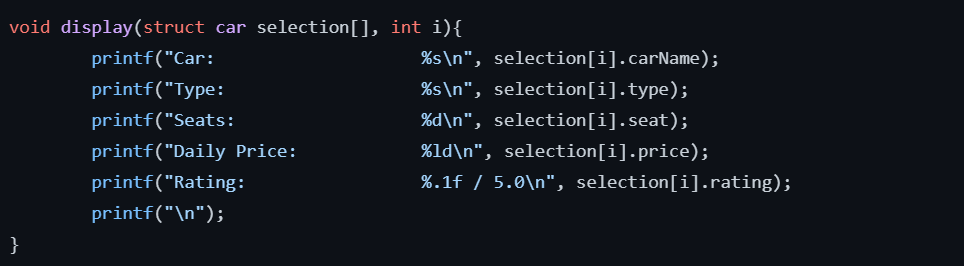 void display(struct car selection[], int i){
        printf("Car:                    %s\n", selection[i].carName);
        printf("Type:                   %s\n", selection[i].type);
        printf("Seats:                  %d\n", selection[i].seat);
        printf("Daily Price:            %ld\n", selection[i].price);
        printf("Rating:                 %.1f / 5.0\n", selection[i].rating);
        printf("\n");
}